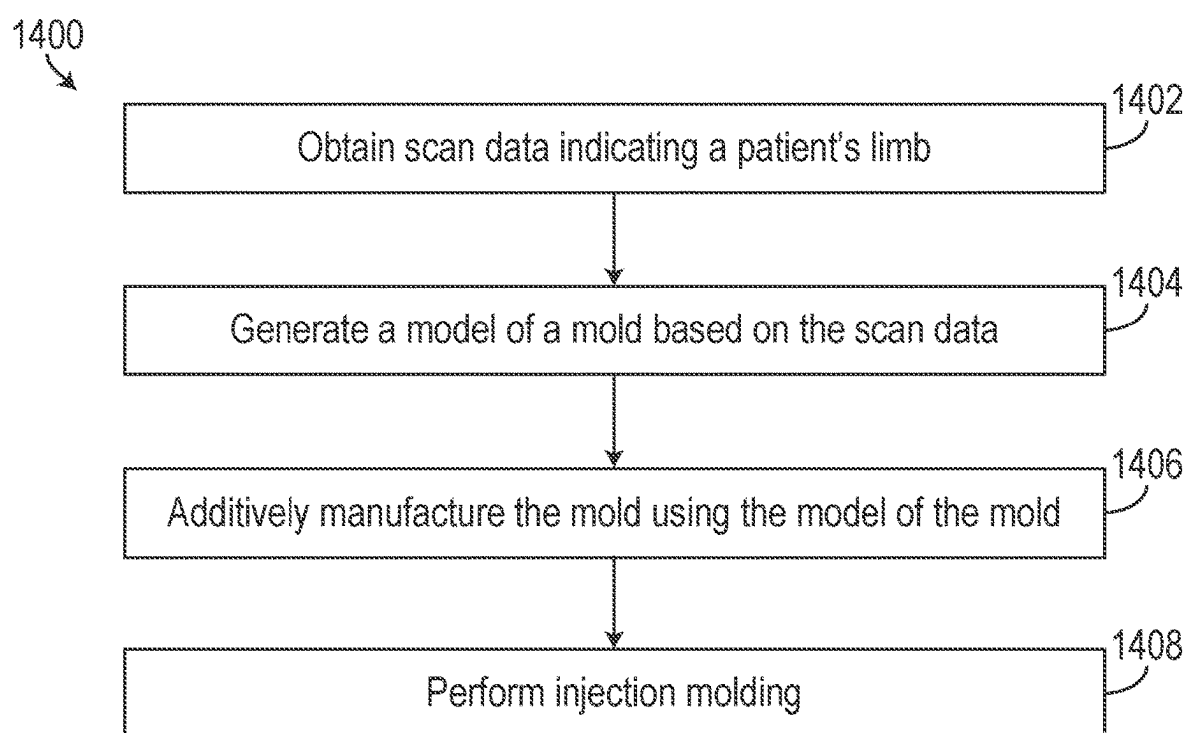 1400
1402
Obtain scan data indicating a patient's limb
1404
Generate a model of a mold based on the scan data
1406
Additively manufacture the mold using the model of the mold
1408
Perform injection molding